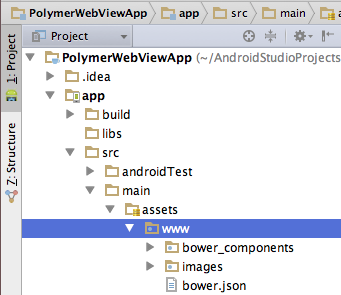 PolymerWebViewApp app src main
1: Project
Project
PolymerWebViewApp (~/AndroidStudioProjects
.idea
app
build
libs
src
androidTest
main
assets
www
bower_components
images
bower.json
Z: Structure